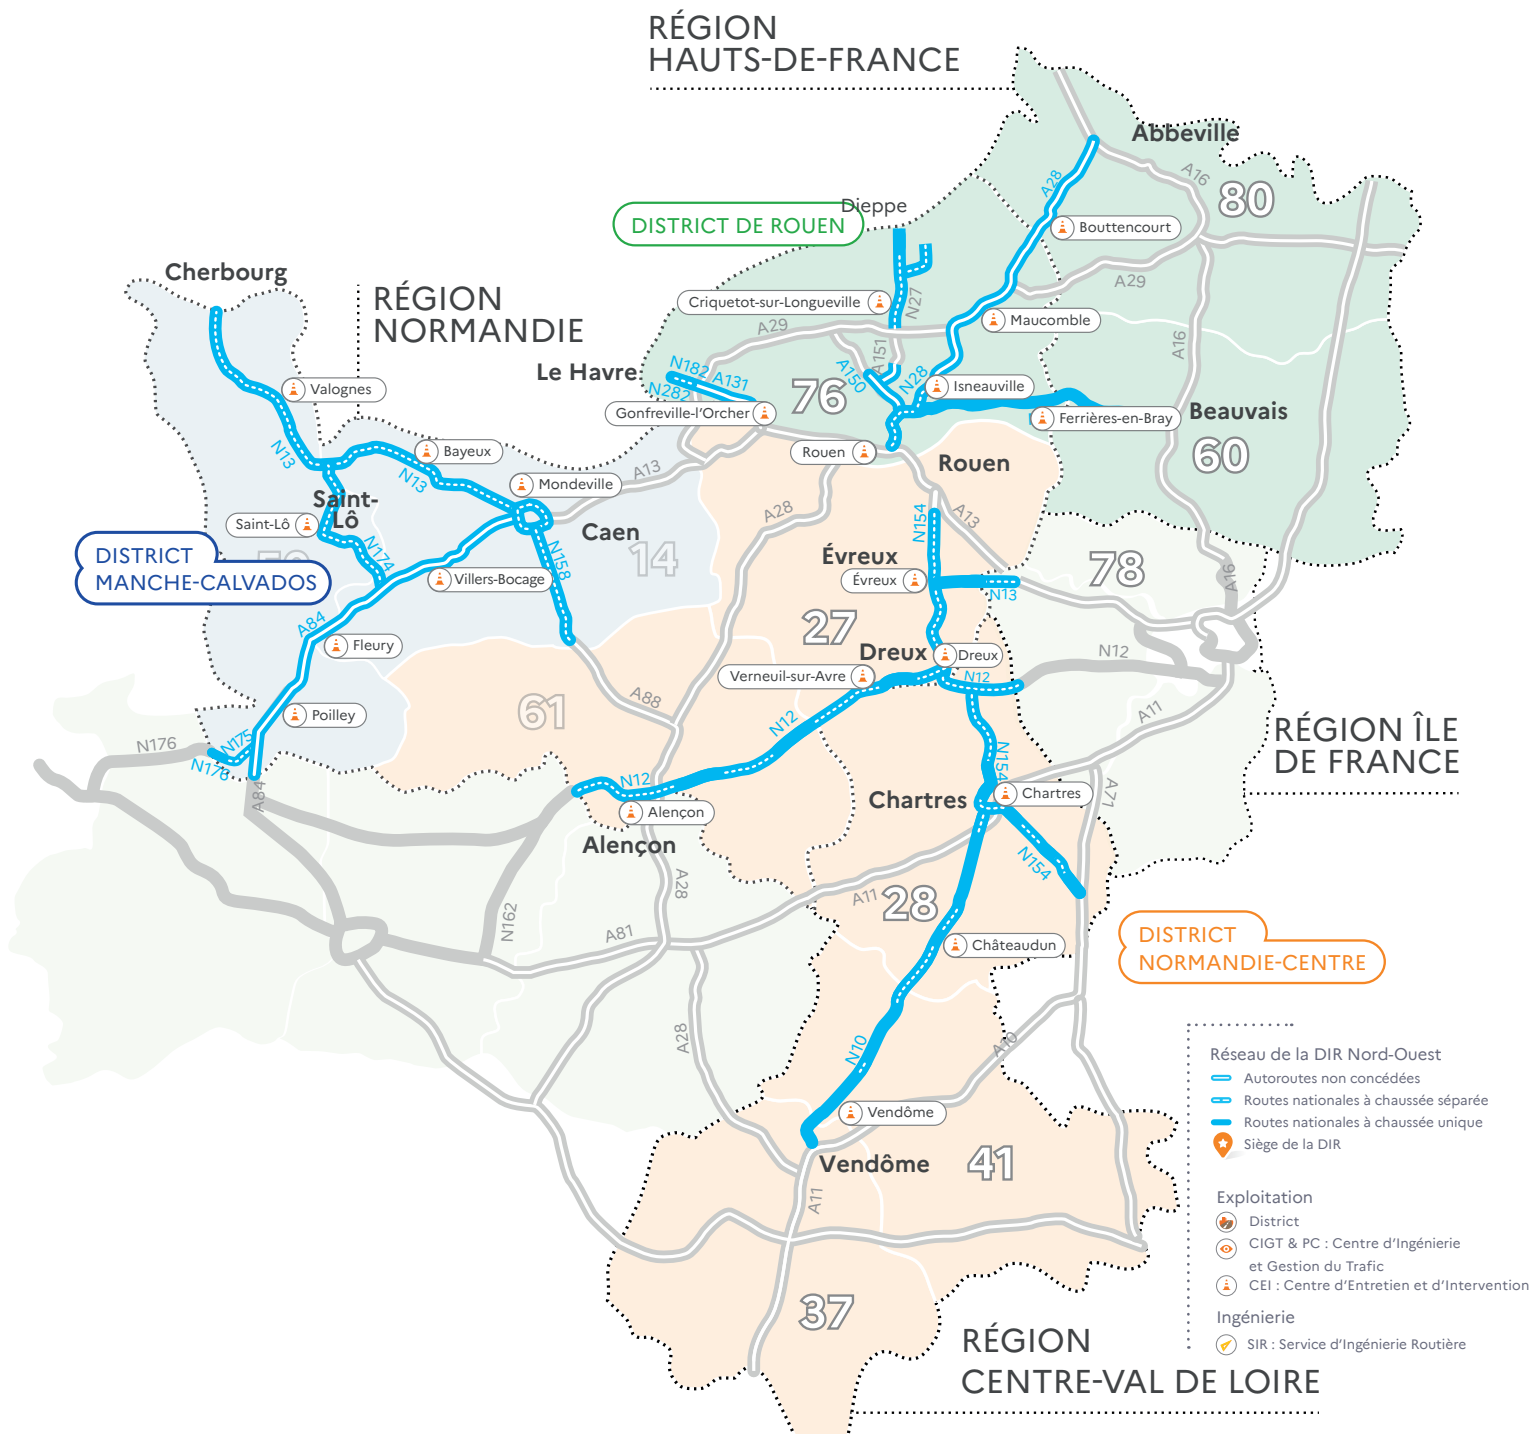 RÉGION
HAUTS-DE-FRANCE
Abbeville
A16
80
A28
Dieppe
DISTRICT DE ROUEN
Bouttencourt
Cherbourg
RÉGION
NORMANDIE
Criquetot-sur-Longueville
N27
A29
A29
Maucomble
A16
A151
Le Havre
N182 A131
N282
A150
N28
76
Isneauville
Valognes
Gonfreville-l'Orcher
Ferrières-en-Bray
Beauvais
60
N13
Bayeux
N13
Rouen
Rouen
A13
Mondeville
Saint-
Lô
Saint-Lô
Caen
A28
N154
A13
DISTRICT
MANCHE-CALVADOS
N174
Villers-Bocage
N158
14
Évreux
Évreux
N13
78
A16
A84
Fleury
27
Dreux
Dreux
N12
Verneuil-sur-Avre
N12
61
A88
N12
Poilley
N176
N175
N176
A84
A11
RÉGION ÎLE
DE FRANCE
N154
N12
Alençon
Alençon
Chartres
Chartres
A71
N154
A28
A11
28
N162
A81
Châteaudun
DISTRICT
NORMANDIE-CENTRE
A28
N10
A10
Vendôme
Vendôme
41
A11
37
Réseau de la DIR Nord-Ouest
Autoroutes non concédées
Routes nationales à chaussée séparée
Routes nationales à chaussée unique
Siège de la DIR
Exploitation
District
CIGT & PC : Centre d'Ingénierie
et Gestion du Trafic
CEI : Centre d'Entretien et d'Intervention
Ingénierie
SIR : Service d'Ingénierie Routière
RÉGION
CENTRE-VAL DE LOIRE